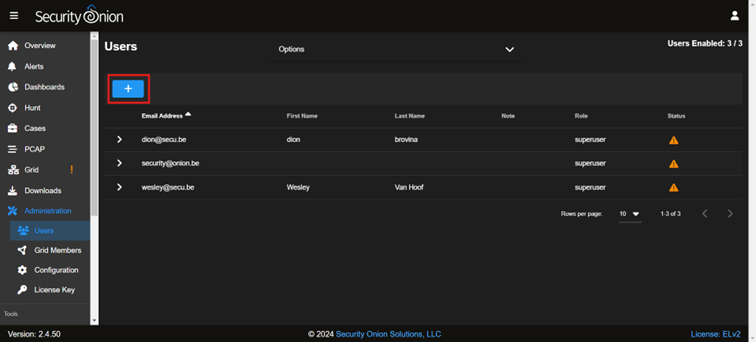 Security Onion
Overview
Alerts
Dashboards
Hunt
Cases
PCAP
Grid !
Downloads
Administration
Users
Grid Members
Configuration
License Key
Tools
Users
Options
Users Enabled: 3 / 3
+
Email Address First Name Last Name Note Role Status
dion@secu.be dion brovina superuser
security@onion.be superuser
wesley@secu.be Wesley Van Hoof superuser
Rows per page: 10 1-3 of 3
Version: 2.4.50 © 2024 Security Onion Solutions, LLC License: ELv2